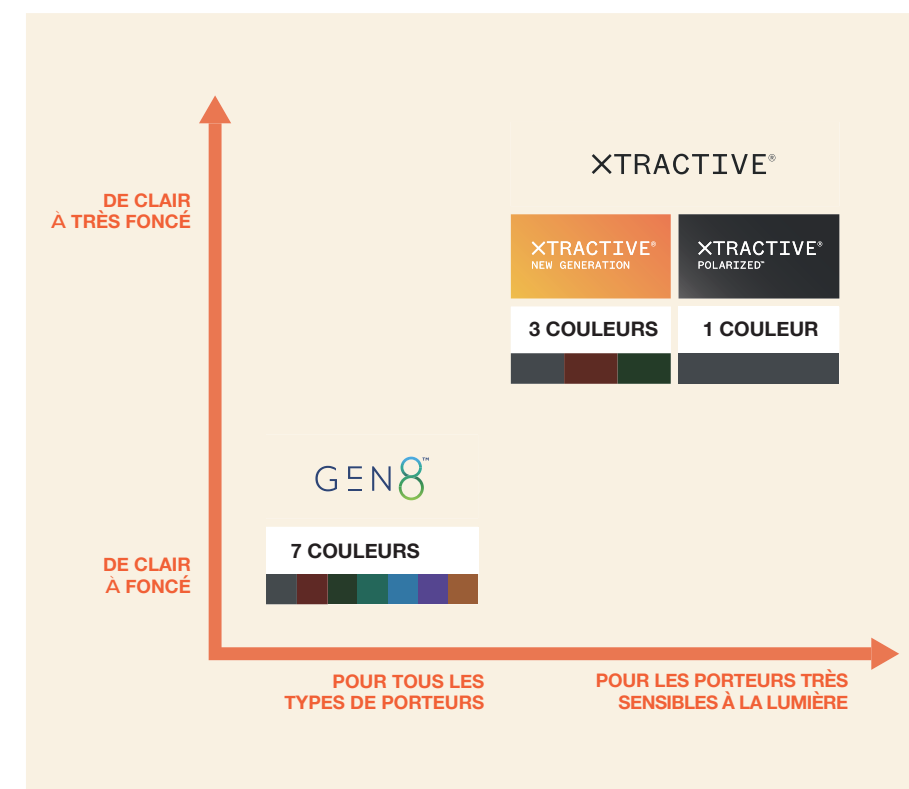 DE CLAIR
À TRÈS FONCÉ
XTRACTIVE®
XTRACTIVE®
NEW GENERATION
XTRACTIVE®
POLARIZED™
3 COULEURS
1 COULEUR
GEN8™
7 COULEURS
DE CLAIR
À FONCÉ
POUR TOUS LES
TYPES DE PORTEURS
POUR LES PORTEURS TRÈS
SENSIBLES À LA LUMIÈRE